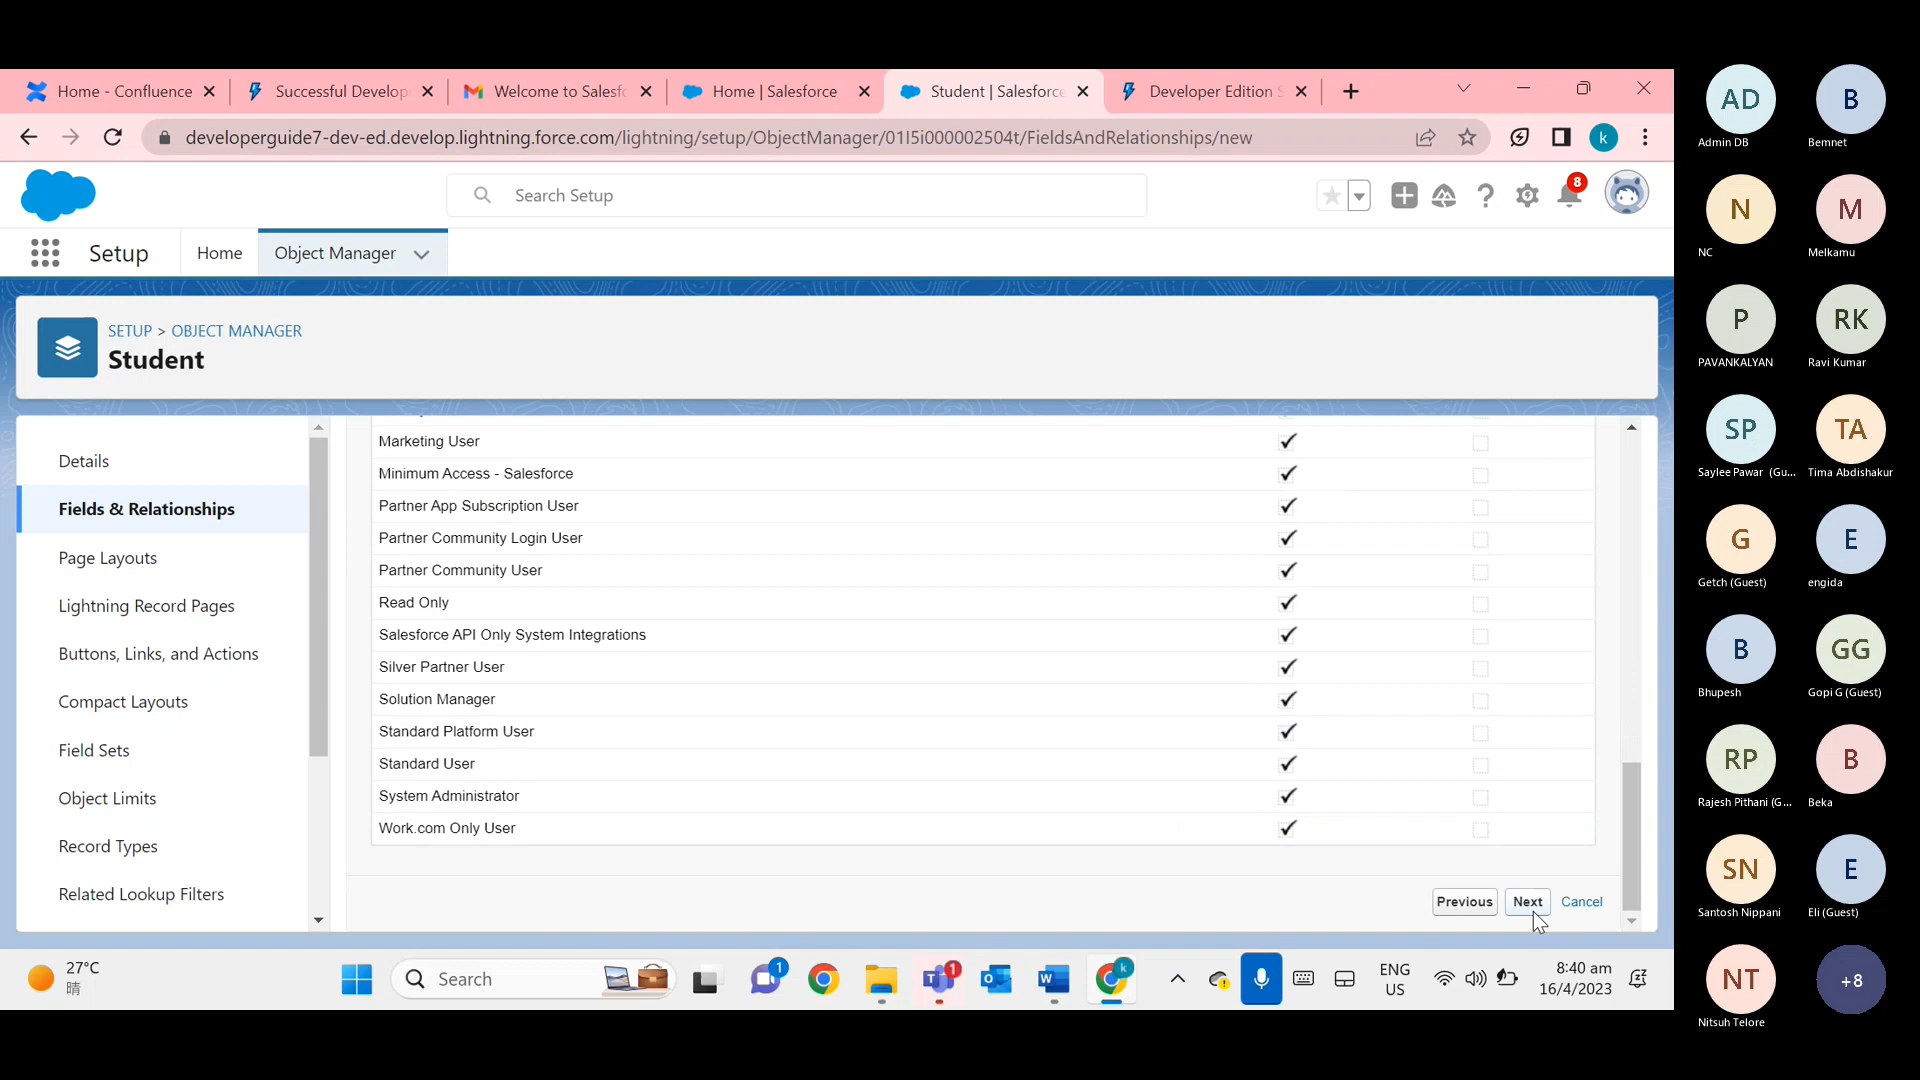 Home - Confluence
Successful Develop
Welcome to Salesfo
Home | Salesforce
Student | Salesforce
Developer Edition S
developerguide7-dev-ed.develop.lightning.force.com/lightning/setup/ObjectManager/01I5i000002504t/FieldsAndRelationships/new
k
Search Setup
8
Setup
Home
Object Manager
SETUP > OBJECT MANAGER
Student
Details
Fields & Relationships
Page Layouts
Lightning Record Pages
Buttons, Links, and Actions
Compact Layouts
Field Sets
Object Limits
Record Types
Related Lookup Filters
Marketing User
Minimum Access - Salesforce
Partner App Subscription User
Partner Community Login User
Partner Community User
Read Only
Salesforce API Only System Integrations
Silver Partner User
Solution Manager
Standard Platform User
Standard User
System Administrator
Work.com Only User
Previous Next Cancel
27°C
晴
Search
1
1
k
ENG
US
8:40 am
16/4/2023
AD
Admin DB
B
Bemnet
N
NC
M
Melkamu
P
PAVANKALYAN
RK
Ravi Kumar
SP
Saylee Pawar (Gu...
TA
Tima Abdishakur
G
Getch (Guest)
E
engida
B
Bhupesh
GG
Gopi G (Guest)
RP
Rajesh Pithani (G...
B
Beka
SN
Santosh Nippani
E
Eli (Guest)
NT
Nitsuh Telore
+8